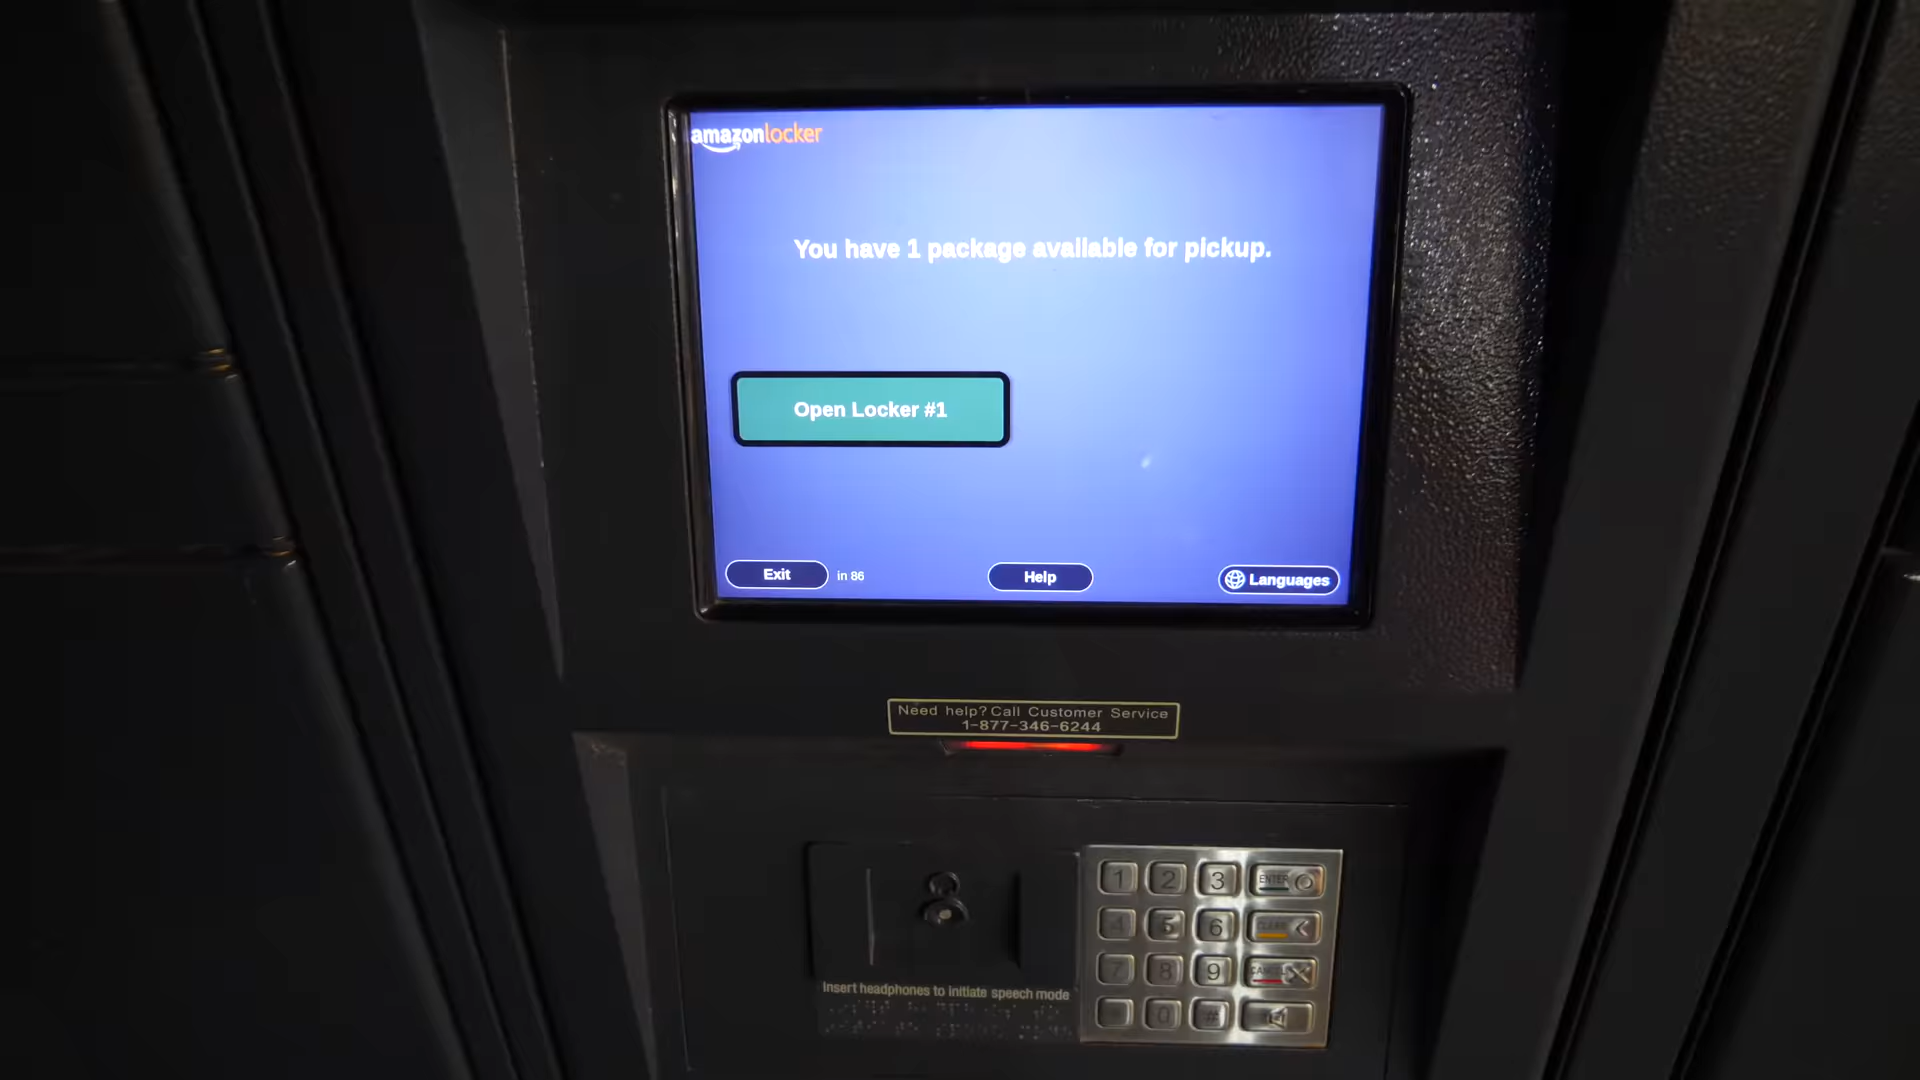 amazonlocker
You have 1 package available for pickup.
Open Locker #1
Exit in 86 Help Languages
Need help? Call Customer Service
1-877-346-6244
1 2 3 ENTER
4 5 6 CLEAR
7 8 9 CANCEL
0 #
Insert headphones to initiate speech mode